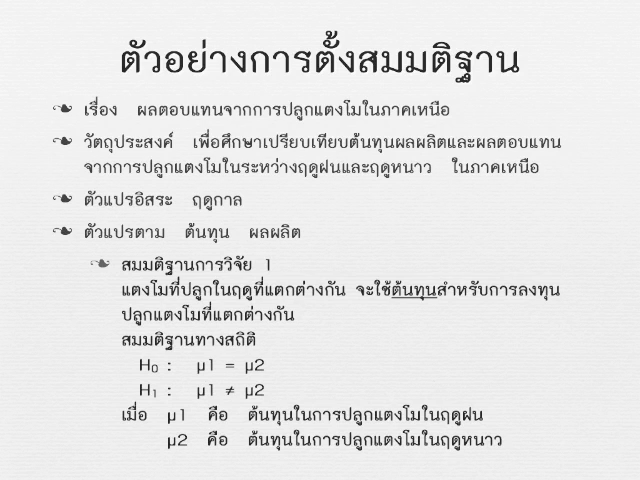 ตัวอย่างการตั้งสมมติฐาน
เรื่อง ผลตอบแทนจากการปลูกแตงโมในภาคเหนือ
วัตถุประสงค์ เพื่อศึกษาเปรียบเทียบต้นทุนผลผลิตและผลตอบแทน
จากการปลูกแตงโมในระหว่างฤดูฝนและฤดูหนาว ในภาคเหนือ
ตัวแปรอิสระ ฤดูกาล
ตัวแปรตาม ต้นทุน ผลผลิต
สมมติฐานการวิจัย 1
แตงโมที่ปลูกในฤดูที่แตกต่างกัน จะใช้ต้นทุนสำหรับการลงทุน
ปลูกแตงโมที่แตกต่างกัน
สมมติฐานทางสถิติ
H₀ : μ1 = μ2
H₁ : μ1 ≠ μ2
เมื่อ μ1 คือ ต้นทุนในการปลูกแตงโมในฤดูฝน
μ2 คือ ต้นทุนในการปลูกแตงโมในฤดูหนาว